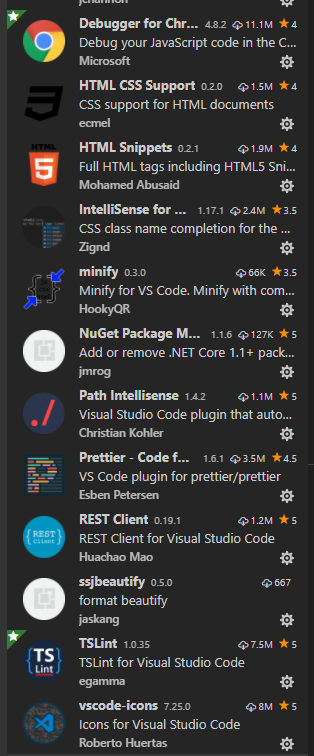 Debugger for Chr... 4.8.2 11.1M 4
Debug your JavaScript code in the C...
Microsoft
HTML CSS Support 0.2.0 1.5M 4
CSS support for HTML documents
ecmel
HTML Snippets 0.2.1 1.9M 4
Full HTML tags including HTML5 Sni...
Mohamed Abusaid
IntelliSense for ... 1.17.1 2.4M 3.5
CSS class name completion for the ...
Zignd
minify 0.3.0 66K 3.5
Minify for VS Code. Minify with com...
HookyQR
NuGet Package M... 1.1.6 127K 5
Add or remove .NET Core 1.1+ pack...
jmrog
Path Intellisense 1.4.2 1.1M 5
Visual Studio Code plugin that auto...
Christian Kohler
Prettier - Code f... 1.6.1 3.5M 4.5
VS Code plugin for prettier/prettier
Esben Petersen
REST Client 0.19.1 1.2M 5
REST Client for Visual Studio Code
Huachao Mao
ssjbeautify 0.5.0 667
format beautify
jaskang
TSLint 1.0.35 7.5M 5
TSLint for Visual Studio Code
egamma
vscode-icons 7.25.0 8M 5
Icons for Visual Studio Code
Roberto Huertas
HTML
5
{REST}
Client
{TS}
Lint